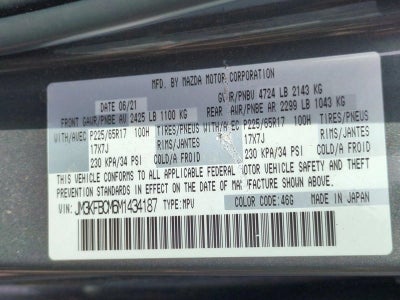 MFD. BY MAZDA MOTOR CORPORATION
DATE 06/21 GVWR/PNBV 4724 LB 2143 KG
FRONT GAWR/PNBE AV 2425 LB 1100 KG REAR GAWR/PNBE AR 2299 LB 1043 KG
WITH/AVEC P225/65R17 100H TIRES/PNEUS WITH/AVEC P225/65R17 100H TIRES/PNEUS
17X7J RIMS/JANTES 17X7J RIMS/JANTES
230 KPA/34 PSI COLD/A FROID 230 KPA/34 PSI COLD/A FROID
THIS VEHICLE CONFORMS TO ALL APPLICABLE FEDERAL MOTOR VEHICLE SAFETY AND THEFT
PREVENTION STANDARDS IN EFFECT ON THE DATE OF MANUFACTURE SHOWN ABOVE.
VIN: JM3KFBCM6M1434187 TYPE:MPV COLOR CODE:46G MADE IN JAPAN